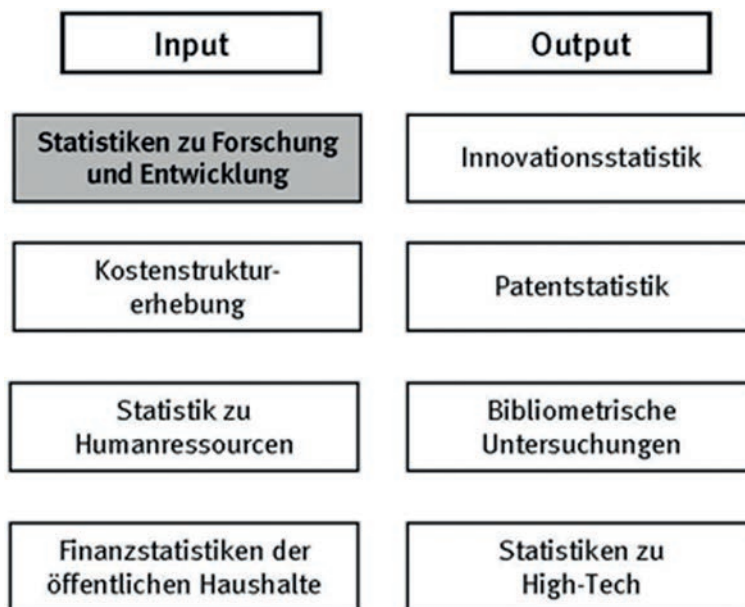 Input
Output
Statistiken zu Forschung
und Entwicklung
Innovationsstatistik
Kostenstruktur-
erhebung
Patentstatistik
Statistik zu
Humanressourcen
Bibliometrische
Untersuchungen
Finanzstatistiken der
öffentlichen Haushalte
Statistiken zu
High-Tech